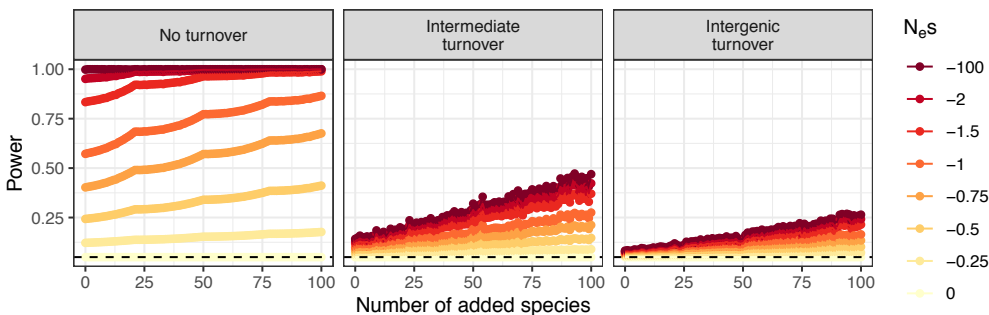 No turnover
Intermediate
turnover
Intergenic
turnover
Power
1.00
0.75
0.50
0.25
0 25 50 75 100
0 25 50 75 100
0 25 50 75 100
Number of added species
Nₑs
-100
-2
-1.5
-1
-0.75
-0.5
-0.25
0